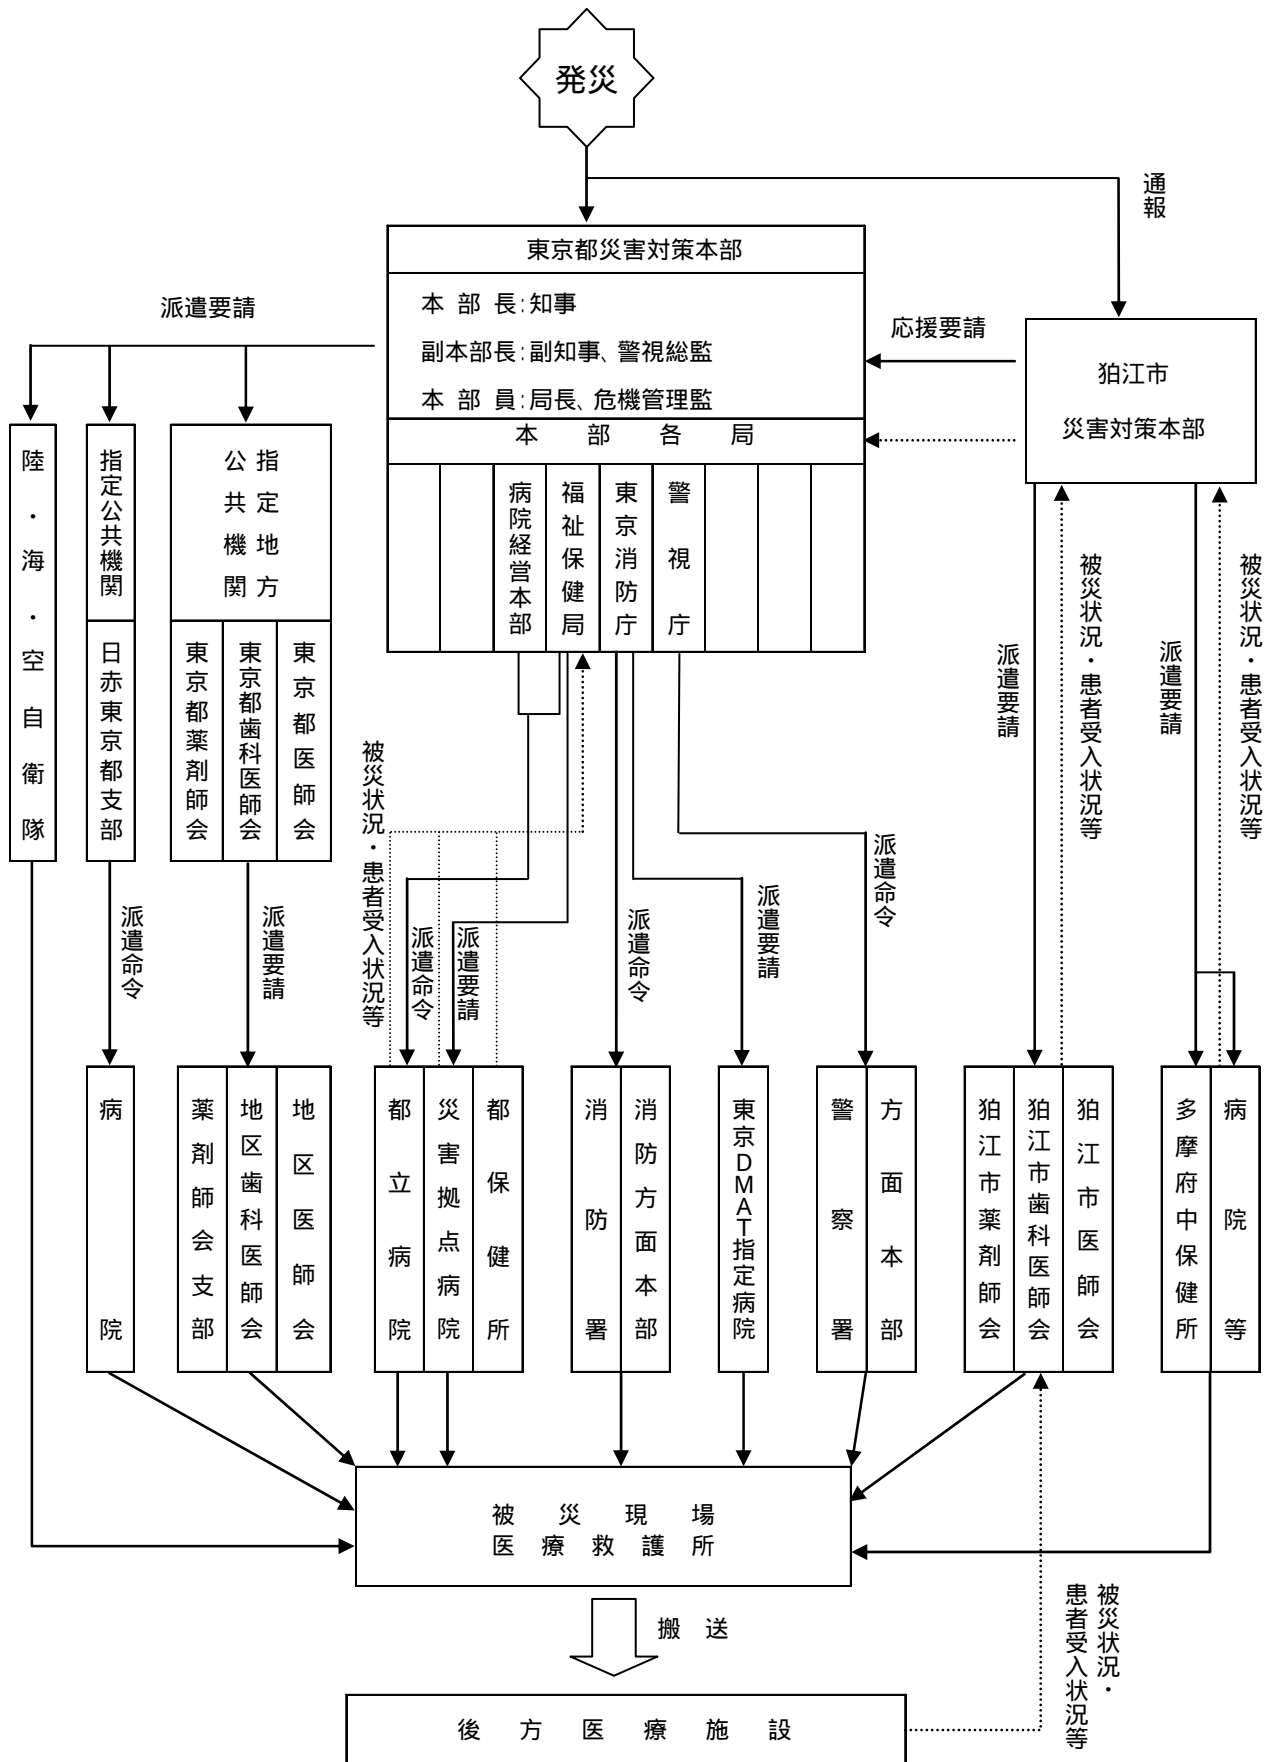 発災
通報
東京都災害対策本部
本部長:知事
副本部長:副知事、警視総監
本部員:局長、危機管理監
本部各局
病院経営本部
福祉保健局
東京消防庁
警視庁
派遣要請
応援要請
狛江市
災害対策本部
陸・海・空自衛隊
指定公共機関
日赤東京都支部
指定地方
公共機関
東京都薬剤師会
東京都歯科医師会
東京都医師会
派遣命令
派遣要請
被災状況・患者受入状況等
派遣命令
派遣要請
派遣命令
派遣要請
派遣命令
派遣要請
被災状況・患者受入状況等
派遣要請
被災状況・患者受入状況等
病院
薬剤師会支部
地区歯科医師会
地区医師会
都立病院
災害拠点病院
都保健所
消防署
消防方面本部
東京DMAT指定病院
警察署
方面本部
狛江市薬剤師会
狛江市歯科医師会
狛江市医師会
多摩府中保健所
病院等
被災現場
医療救護所
搬送
被災状況・
患者受入状況等
後方医療施設